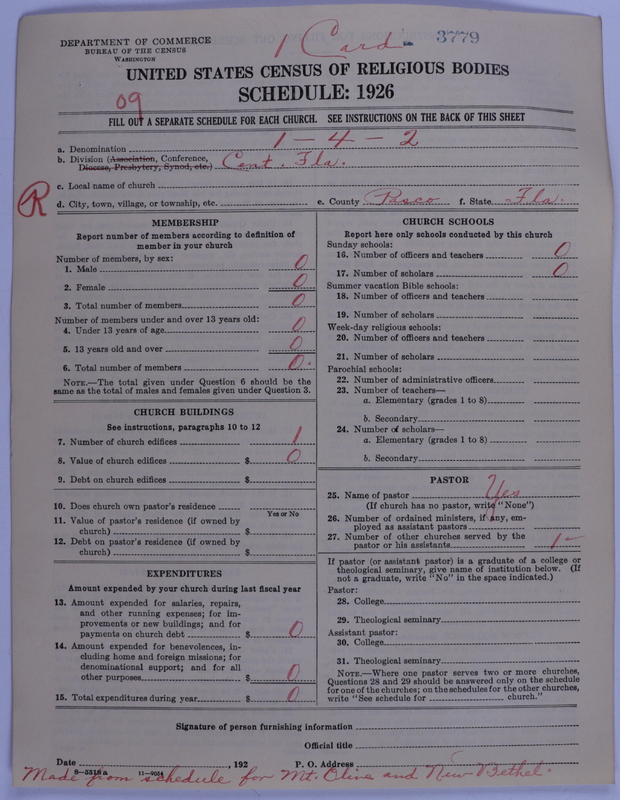 1 Card 3779
DEPARTMENT OF COMMERCE
BUREAU OF THE CENSUS
WASHINGTON
UNITED STATES CENSUS OF RELIGIOUS BODIES
SCHEDULE: 1926
09
FILL OUT A SEPARATE SCHEDULE FOR EACH CHURCH. SEE INSTRUCTIONS ON THE BACK OF THIS SHEET
a. Denomination 1-4-2
b. Division (Association, Conference, Diocese, Presbytery, Synod, etc.) Cent. Fla.
c. Local name of church
R
d. City, town, village, or township, etc. e. County Pasco f. State Fla.
MEMBERSHIP
Report number of members according to definition of
member in your church
Number of members, by sex:
1. Male 0
2. Female 0
3. Total number of members 0
Number of members under and over 13 years old:
4. Under 13 years of age 0
5. 13 years old and over 0
6. Total number of members 0.
NOTE.—The total given under Question 6 should be the
same as the total of males and females given under Question 3.
CHURCH BUILDINGS
See instructions, paragraphs 10 to 12
7. Number of church edifices 1
8. Value of church edifices $ 0
9. Debt on church edifices $
10. Does church own pastor's residence
Yes or No
11. Value of pastor's residence (if owned by
church) $
12. Debt on pastor's residence (if owned by
church) $
EXPENDITURES
Amount expended by your church during last fiscal year
13. Amount expended for salaries, repairs,
and other running expenses; for im-
provements or new buildings; and for
payments on church debt $ 0
14. Amount expended for benevolences, in-
cluding home and foreign missions; for
denominational support; and for all
other purposes $ 0
15. Total expenditures during year $ 0
CHURCH SCHOOLS
Report here only schools conducted by this church
Sunday schools:
16. Number of officers and teachers 0
17. Number of scholars 0
Summer vacation Bible schools:
18. Number of officers and teachers
19. Number of scholars
Week-day religious schools:
20. Number of officers and teachers
21. Number of scholars
Parochial schools:
22. Number of administrative officers
23. Number of teachers—
a. Elementary (grades 1 to 8)
b. Secondary
24. Number of scholars—
a. Elementary (grades 1 to 8)
b. Secondary
PASTOR
25. Name of pastor Yes
(If church has no pastor, write "None")
26. Number of ordained ministers, if any, em-
ployed as assistant pastors
27. Number of other churches served by the
pastor or his assistants 1-
If pastor (or assistant pastor) is a graduate of a college or
theological seminary, give name of institution below. (If
not a graduate, write "No" in the space indicated.)
Pastor:
28. College
29. Theological seminary
Assistant pastor:
30. College
31. Theological seminary
NOTE.—Where one pastor serves two or more churches,
Questions 28 and 29 should be answered only on the schedule
for one of the churches; on the schedules for the other churches,
write "See schedule for church."
Signature of person furnishing information
Official title
Date , 192 P. O. Address
8-5518a 11-9054
Made from schedule for Mt. Olive and New Bethel.